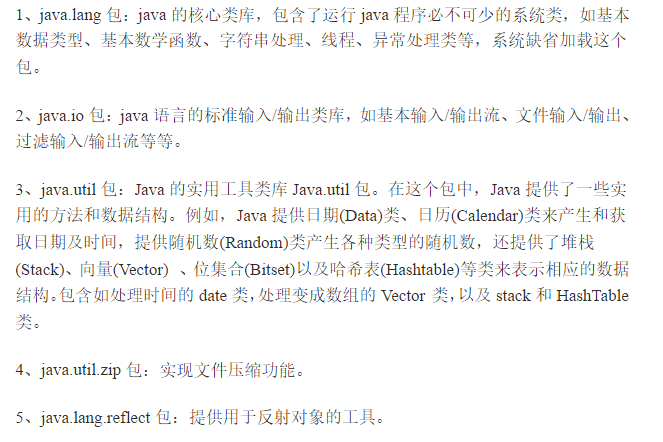 1、java.lang 包：java 的核心类库，包含了运行 java 程序必不可少的系统类，如基本
数据类型、基本数学函数、字符串处理、线程、异常处理类等，系统缺省加载这个
包。
2、java.io 包：java 语言的标准输入/输出类库，如基本输入/输出流、文件输入/输出、
过滤输入/输出流等等。
3、java.util 包：Java 的实用工具类库 Java.util 包。在这个包中，Java 提供了一些实
用的方法和数据结构。例如，Java 提供日期(Data)类、日历(Calendar)类来产生和获
取日期及时间，提供随机数(Random)类产生各种类型的随机数，还提供了堆栈
(Stack)、向量(Vector) 、位集合(Bitset)以及哈希表(Hashtable)等类来表示相应的数据
结构。包含如处理时间的 date 类，处理变成数组的 Vector 类，以及 stack 和 HashTable
类。
4、java.util.zip 包：实现文件压缩功能。
5、java.lang.reflect 包：提供用于反射对象的工具。